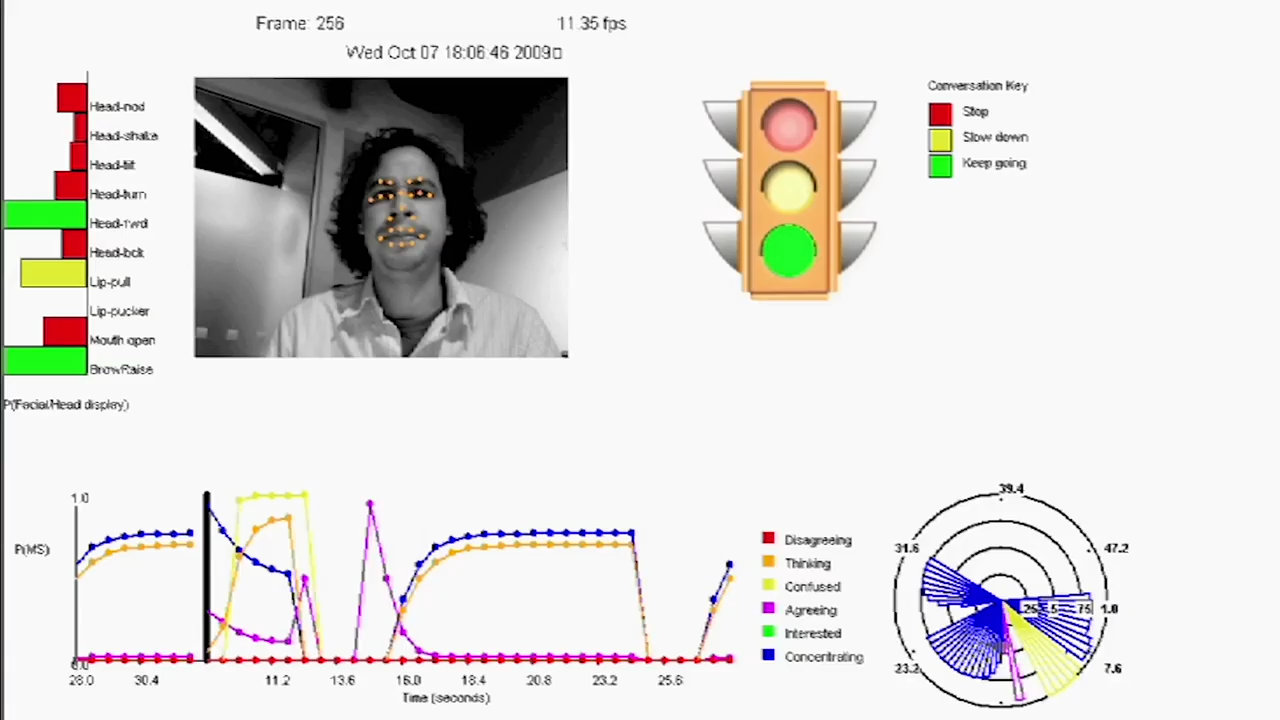 Frame: 256
11.35 fps
Wed Oct 07 18:06:46 2009
Head-nod
Head-shake
Head-tilt
Head-turn
Head-fwd
Head-bck
Lip-pull
Lip-pucker
Mouth open
BrowRaise
P(Facial/Head display)
Conversation Key
Stop
Slow down
Keep going
1.0
P(MS)
0.0
28.0 30.4 11.2 13.6 16.0 18.4 20.8 23.2 25.6
Time (seconds)
Disagreeing
Thinking
Confused
Agreeing
Interested
Concentrating
39.4
31.6
47.2
.25 .5 .75 1.0
23.2
7.6